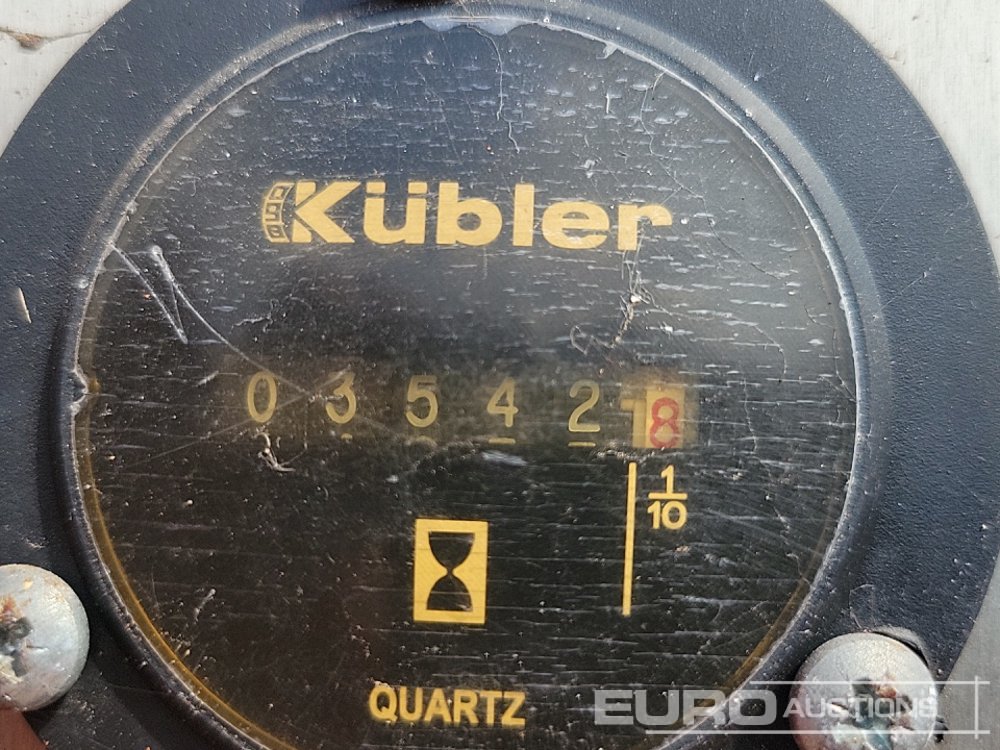 Kübler
0 3 5 4 2 8
1/10
QUARTZ
EURO AUCTIONS